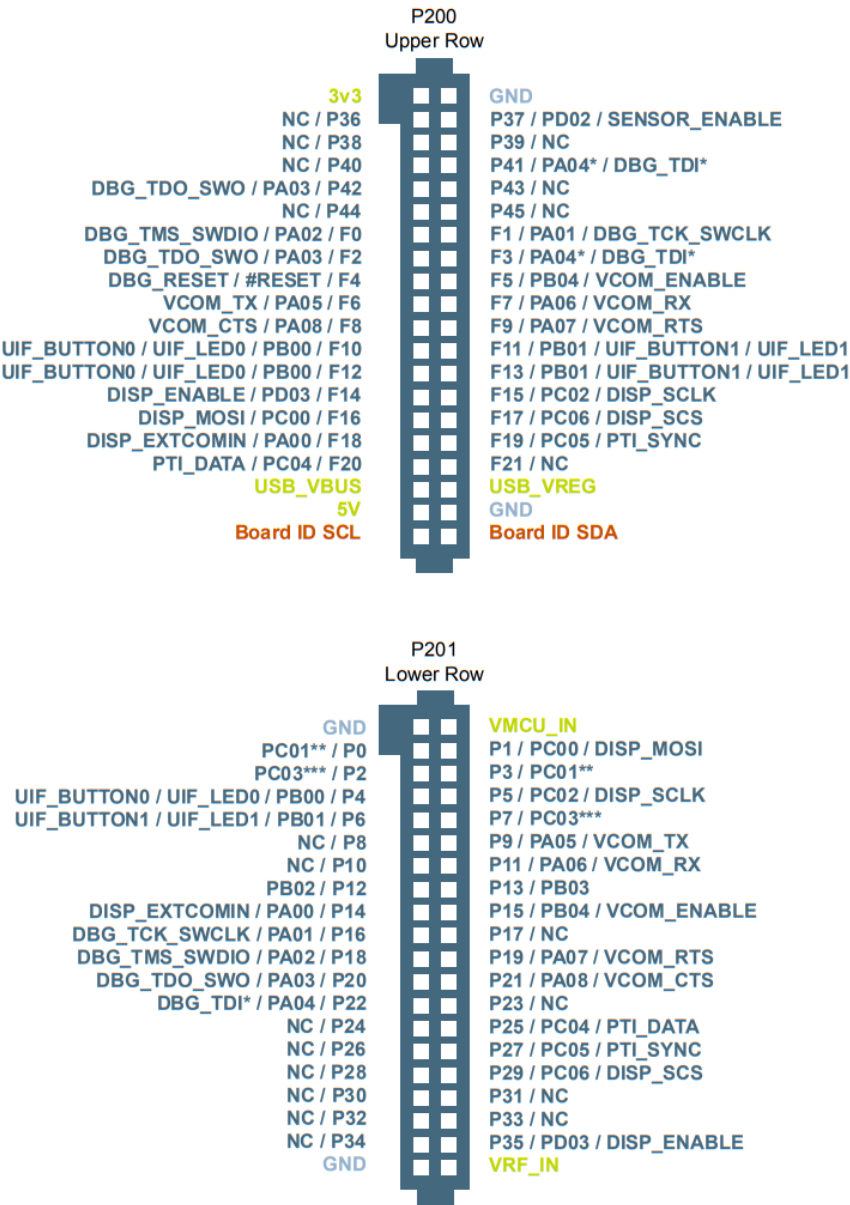 P200
Upper Row
3v3 GND
NC / P36 P37 / PD02 / SENSOR_ENABLE
NC / P38 P39 / NC
NC / P40 P41 / PA04* / DBG_TDI*
DBG_TDO_SWO / PA03 / P42 P43 / NC
NC / P44 P45 / NC
DBG_TMS_SWDIO / PA02 / F0 F1 / PA01 / DBG_TCK_SWCLK
DBG_TDO_SWO / PA03 / F2 F3 / PA04* / DBG_TDI*
DBG_RESET / #RESET / F4 F5 / PB04 / VCOM_ENABLE
VCOM_TX / PA05 / F6 F7 / PA06 / VCOM_RX
VCOM_CTS / PA08 / F8 F9 / PA07 / VCOM_RTS
UIF_BUTTON0 / UIF_LED0 / PB00 / F10 F11 / PB01 / UIF_BUTTON1 / UIF_LED1
UIF_BUTTON0 / UIF_LED0 / PB00 / F12 F13 / PB01 / UIF_BUTTON1 / UIF_LED1
DISP_ENABLE / PD03 / F14 F15 / PC02 / DISP_SCLK
DISP_MOSI / PC00 / F16 F17 / PC06 / DISP_SCS
DISP_EXTCOMIN / PA00 / F18 F19 / PC05 / PTI_SYNC
PTI_DATA / PC04 / F20 F21 / NC
USB_VBUS USB_VREG
5V GND
Board ID SCL Board ID SDA
P201
Lower Row
GND VMCU_IN
PC01** / P0 P1 / PC00 / DISP_MOSI
PC03*** / P2 P3 / PC01**
UIF_BUTTON0 / UIF_LED0 / PB00 / P4 P5 / PC02 / DISP_SCLK
UIF_BUTTON1 / UIF_LED1 / PB01 / P6 P7 / PC03***
NC / P8 P9 / PA05 / VCOM_TX
NC / P10 P11 / PA06 / VCOM_RX
PB02 / P12 P13 / PB03
DISP_EXTCOMIN / PA00 / P14 P15 / PB04 / VCOM_ENABLE
DBG_TCK_SWCLK / PA01 / P16 P17 / NC
DBG_TMS_SWDIO / PA02 / P18 P19 / PA07 / VCOM_RTS
DBG_TDO_SWO / PA03 / P20 P21 / PA08 / VCOM_CTS
DBG_TDI* / PA04 / P22 P23 / NC
NC / P24 P25 / PC04 / PTI_DATA
NC / P26 P27 / PC05 / PTI_SYNC
NC / P28 P29 / PC06 / DISP_SCS
NC / P30 P31 / NC
NC / P32 P33 / NC
NC / P34 P35 / PD03 / DISP_ENABLE
GND VRF_IN